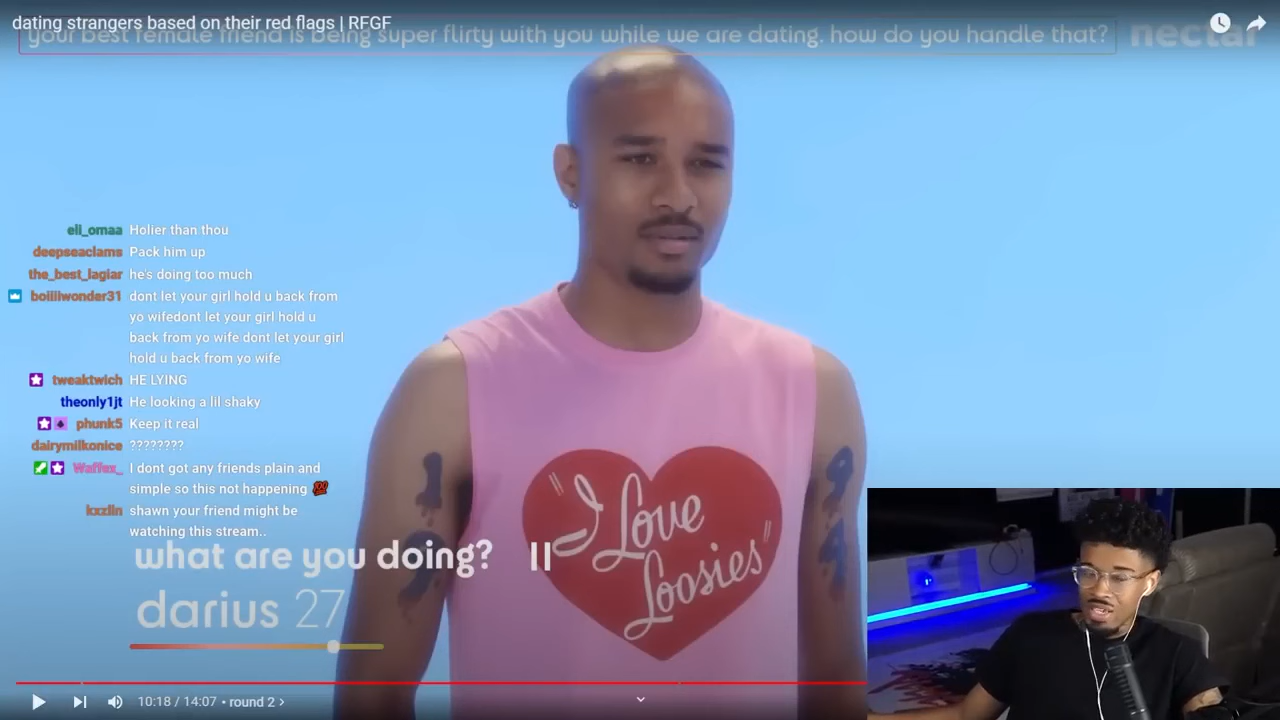 dating strangers based on their red flags | RFGF
your best female friend is being super flirty with you while we are dating. how do you handle that?
nectar
eli_omaa Holier than thou
deepseaclams Pack him up
the_best_lagiar he's doing too much
boiiiiwonder31 dont let your girl hold u back from
yo wifedont let your girl hold u
back from yo wife dont let your girl
hold u back from yo wife
tweaktwich HE LYING
theonly1jt He looking a lil shaky
phunk5 Keep it real
dairymilkonice ????????
Waffex_ I dont got any friends plain and
simple so this not happening 💯
kxzlin shawn your friend might be
watching this stream..
what are you doing?
darius 27
1 9
9 4
"I Love
Loosies"
10:18 / 14:07 • round 2 >